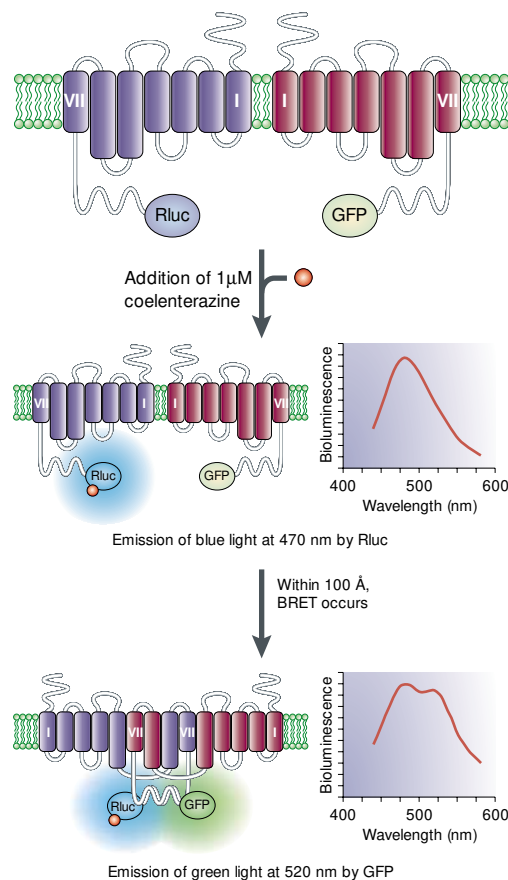 VII
I
I
VII
Rluc
GFP
Addition of 1µM
coelenterazine
VII
I
I
VII
Rluc
GFP
Bioluminescence
400
500
600
Wavelength (nm)
Emission of blue light at 470 nm by Rluc
Within 100 Å,
BRET occurs
I
VII
VII
I
Rluc
GFP
Bioluminescence
400
500
600
Wavelength (nm)
Emission of green light at 520 nm by GFP